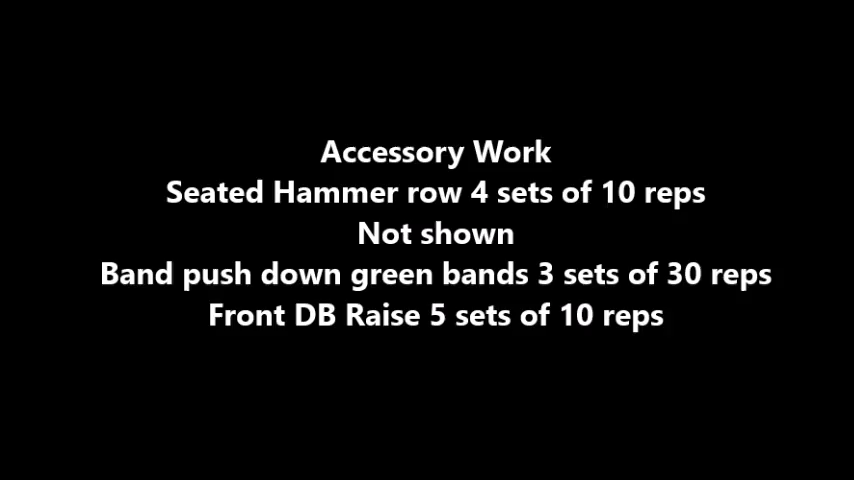 Accessory Work
Seated Hammer row 4 sets of 10 reps
Not shown
Band push down green bands 3 sets of 30 reps
Front DB Raise 5 sets of 10 reps